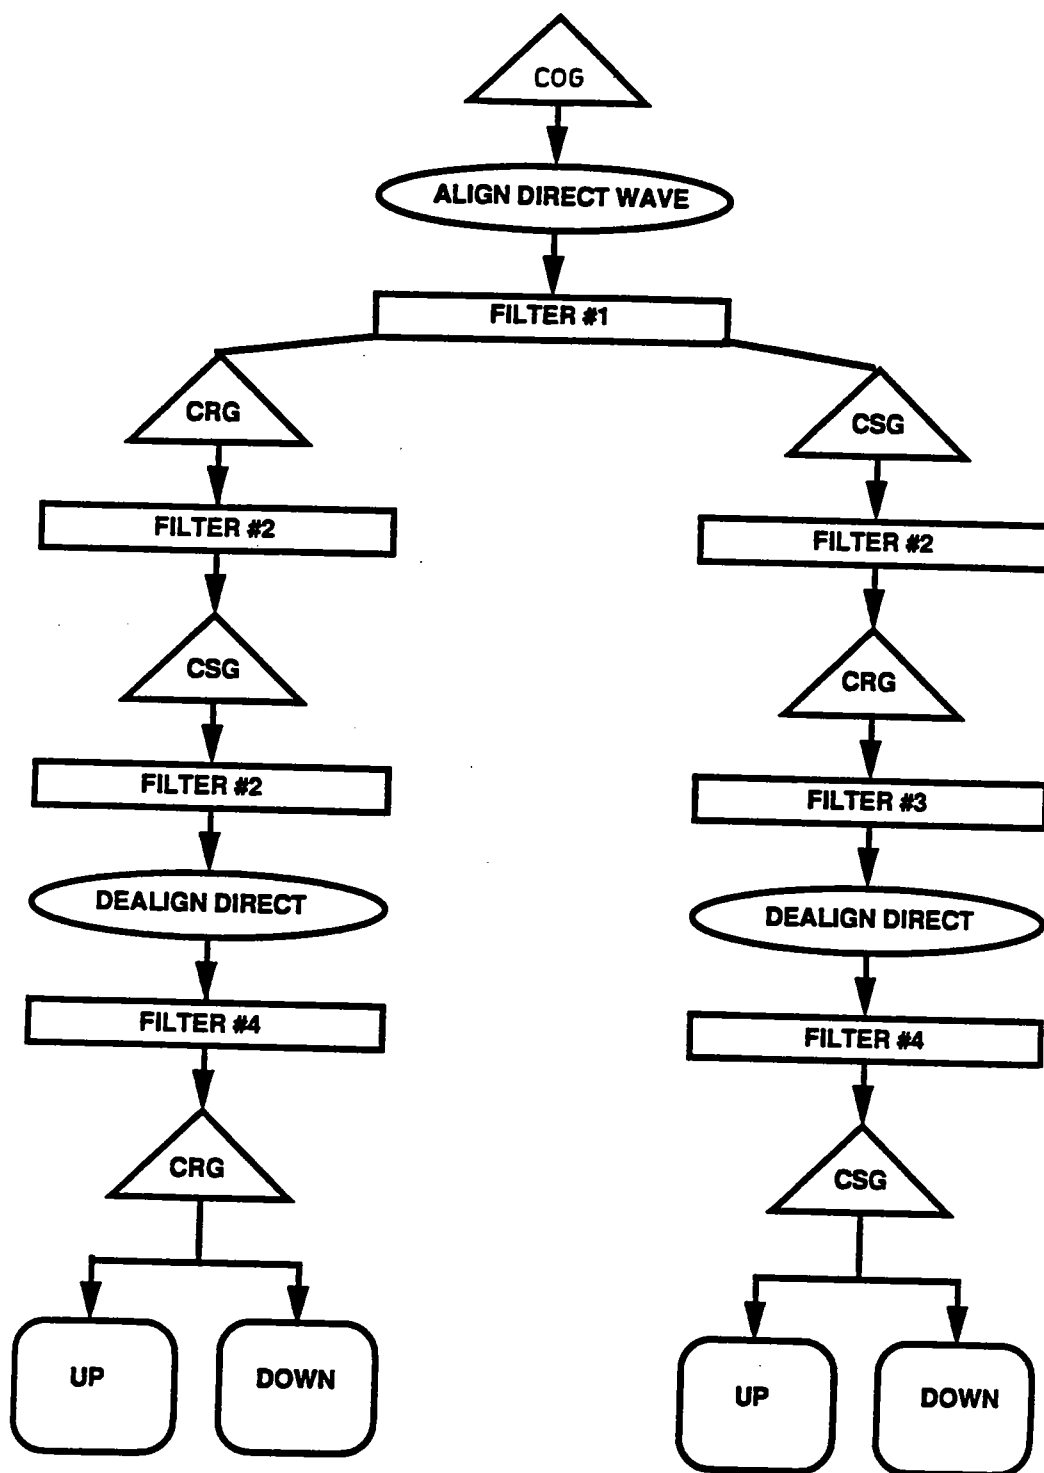 COG
ALIGN DIRECT WAVE
FILTER #1
CRG
CSG
FILTER #2
FILTER #2
CSG
CRG
FILTER #2
FILTER #3
DEALIGN DIRECT
DEALIGN DIRECT
FILTER #4
FILTER #4
CRG
CSG
UP
DOWN
UP
DOWN